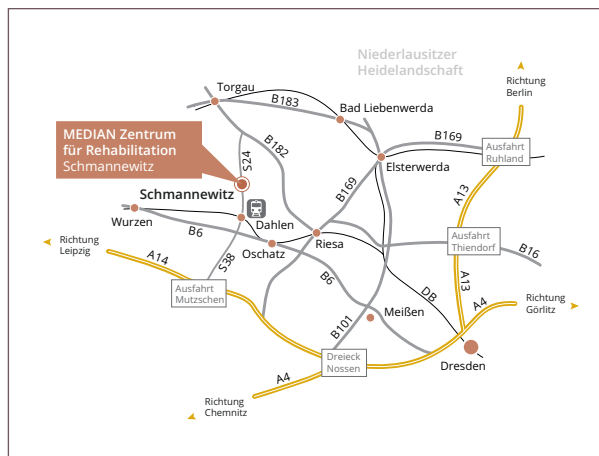 Niederlausitzer
Heidelandschaft
Richtung
Berlin
Torgau
B183
Bad Liebenwerda
B169
Ausfahrt
Ruhland
MEDIAN Zentrum
für Rehabilitation
Schmannewitz
S24
B182
Elsterwerda
B169
A13
Schmannewitz
Wurzen
B6
Dahlen
Oschatz
Riesa
Ausfahrt
Thiendorf
B16
Richtung
Leipzig
A14
S38
B6
DB
A13
Ausfahrt
Mutzschen
A4
Richtung
Görlitz
Meißen
B101
Dreieck
Nossen
Dresden
A4
Richtung
Chemnitz